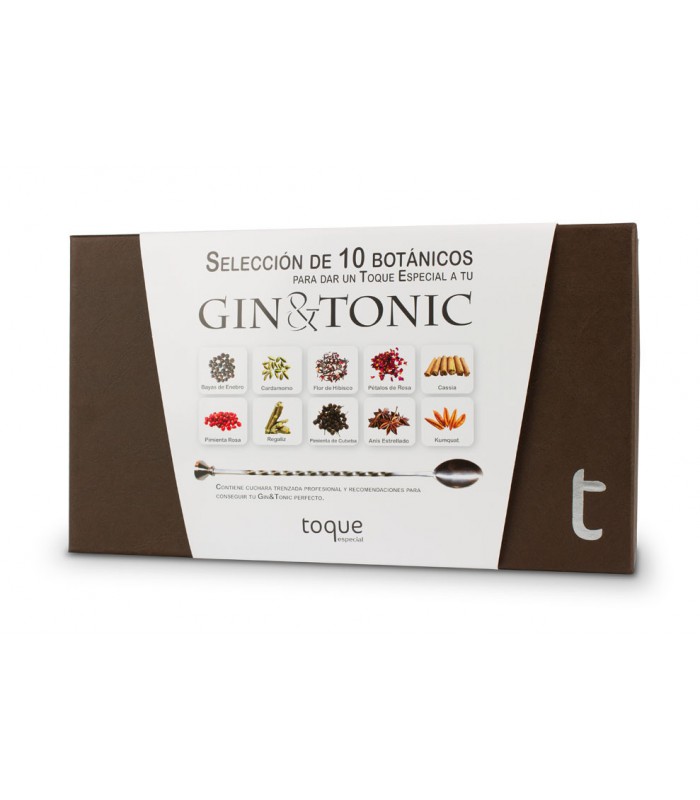 SELECCIÓN DE 10 BOTÁNICOS
PARA DAR UN TOQUE ESPECIAL A TU
GIN&TONIC
Bayas de Enebro
Cardamomo
Flor de Hibisco
Pétalos de Rosa
Cassia
Pimienta Rosa
Regaliz
Pimienta de Cubeba
Anís Estrellado
Kumquat
CONTIENE CUCHARA TRENZADA PROFESIONAL Y RECOMENDACIONES PARA
CONSEGUIR TU GIN&TONIC PERFECTO.
toque
especial
t